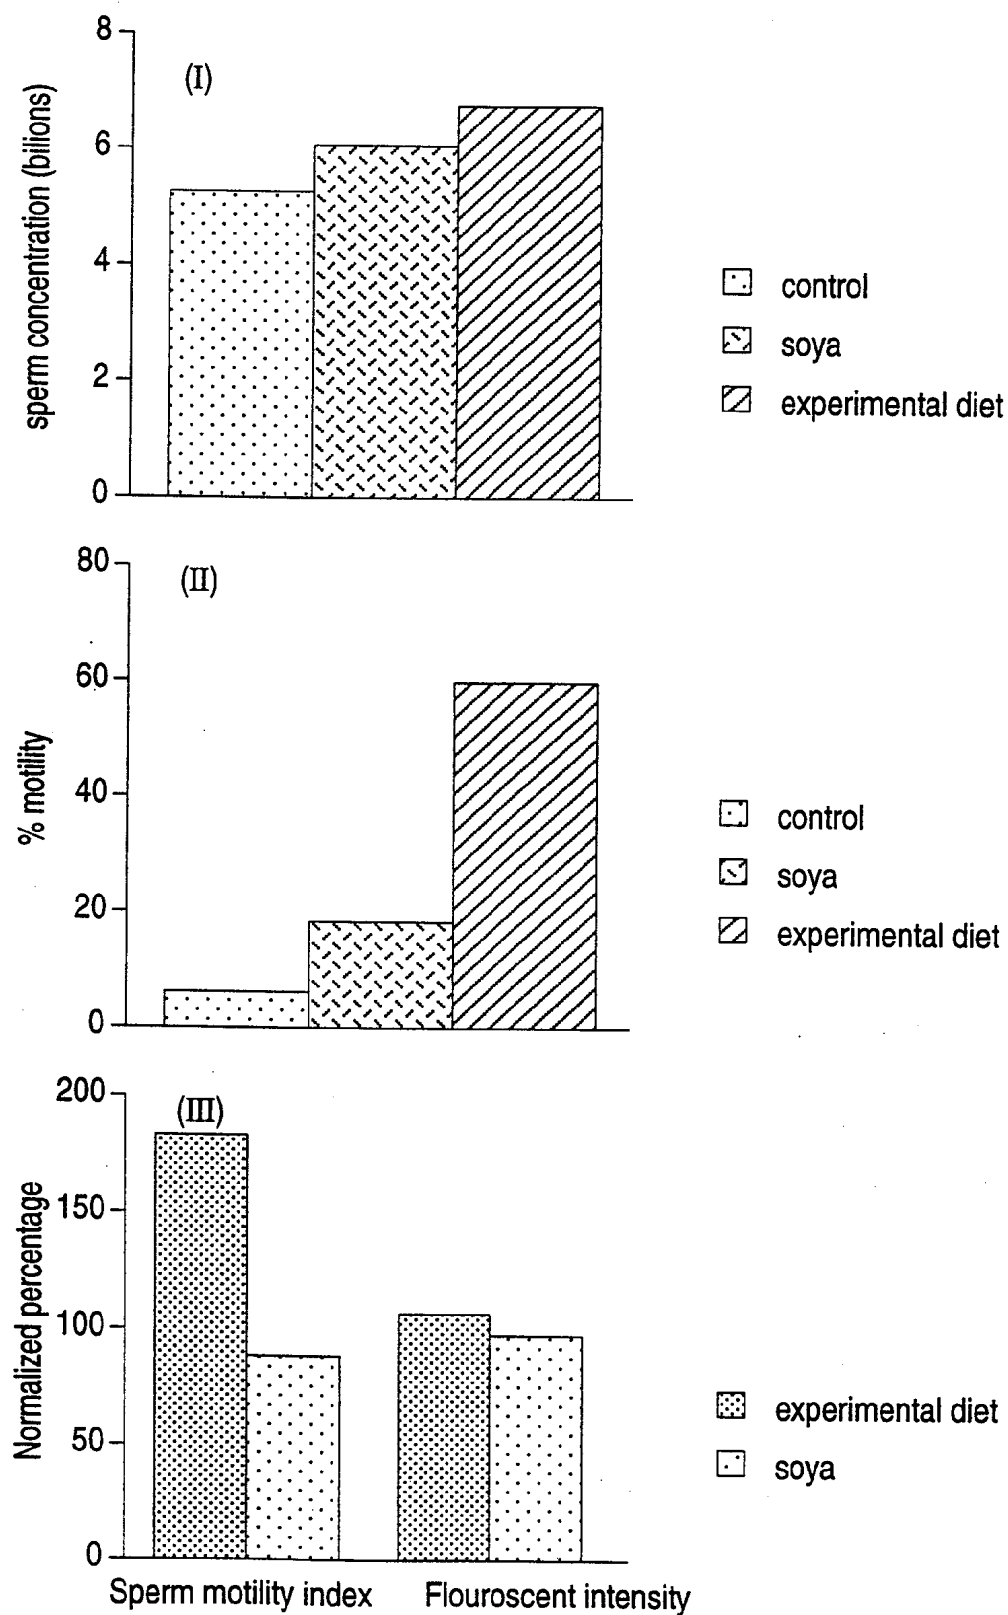 8
(I)
6
4
2
0
sperm concentration (bilions)
control
soya
experimental diet
80
(II)
60
40
20
0
% motility
control
soya
experimental diet
200
(III)
150
100
50
0
Normalized percentage
experimental diet
soya
Sperm motility index
Flouroscent intensity